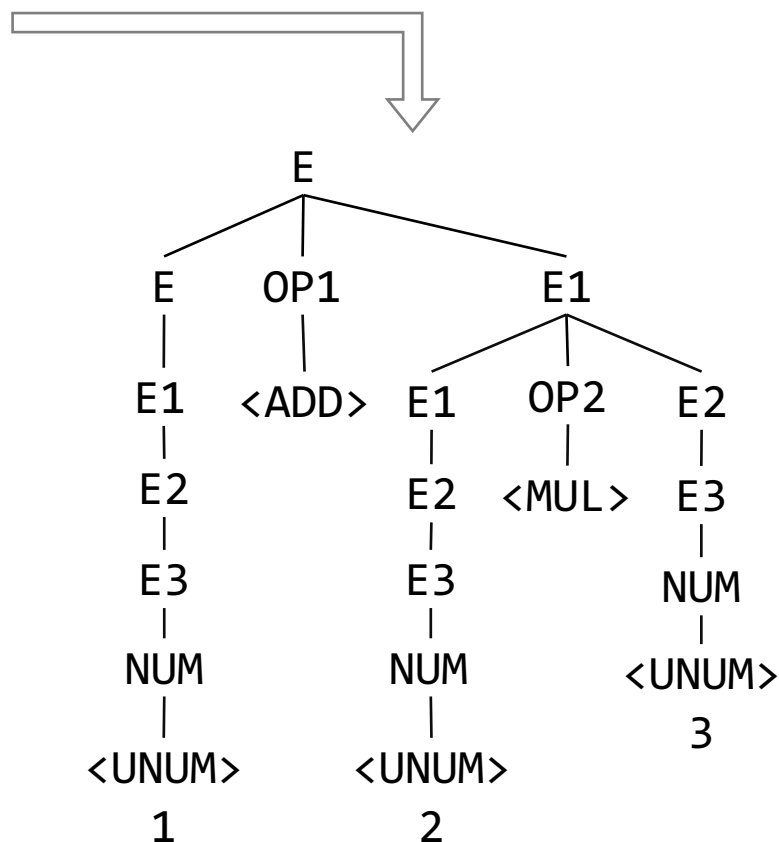 E
E OP1 E1
E1 <ADD> E1 OP2 E2
E2 E2 <MUL> E3
E3 E3 NUM
NUM NUM <UNUM>
3
<UNUM> <UNUM>
1 2